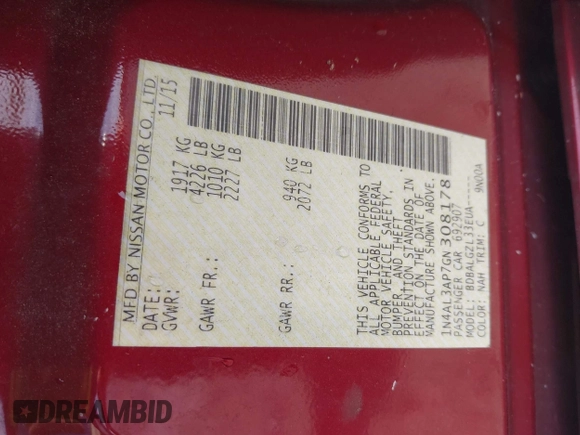 MFD BY NISSAN MOTOR CO., LTD.
DATE: 11/15
GVWR: 1917 KG
4226 LB
GAWR FR.: 1010 KG
2227 LB
GAWR RR.: 940 KG
2072 LB
THIS VEHICLE CONFORMS TO
ALL APPLICABLE FEDERAL
MOTOR VEHICLE SAFETY,
BUMPER, AND THEFT
PREVENTION STANDARDS IN
EFFECT ON THE DATE OF
MANUFACTURE SHOWN ABOVE.
1N4AL3AP7GN308178
PASSENGER CAR 692907
MODEL: BDBALGZL33EUA-----
COLOR: NAH TRIM: C 9N00A
DREAMBID